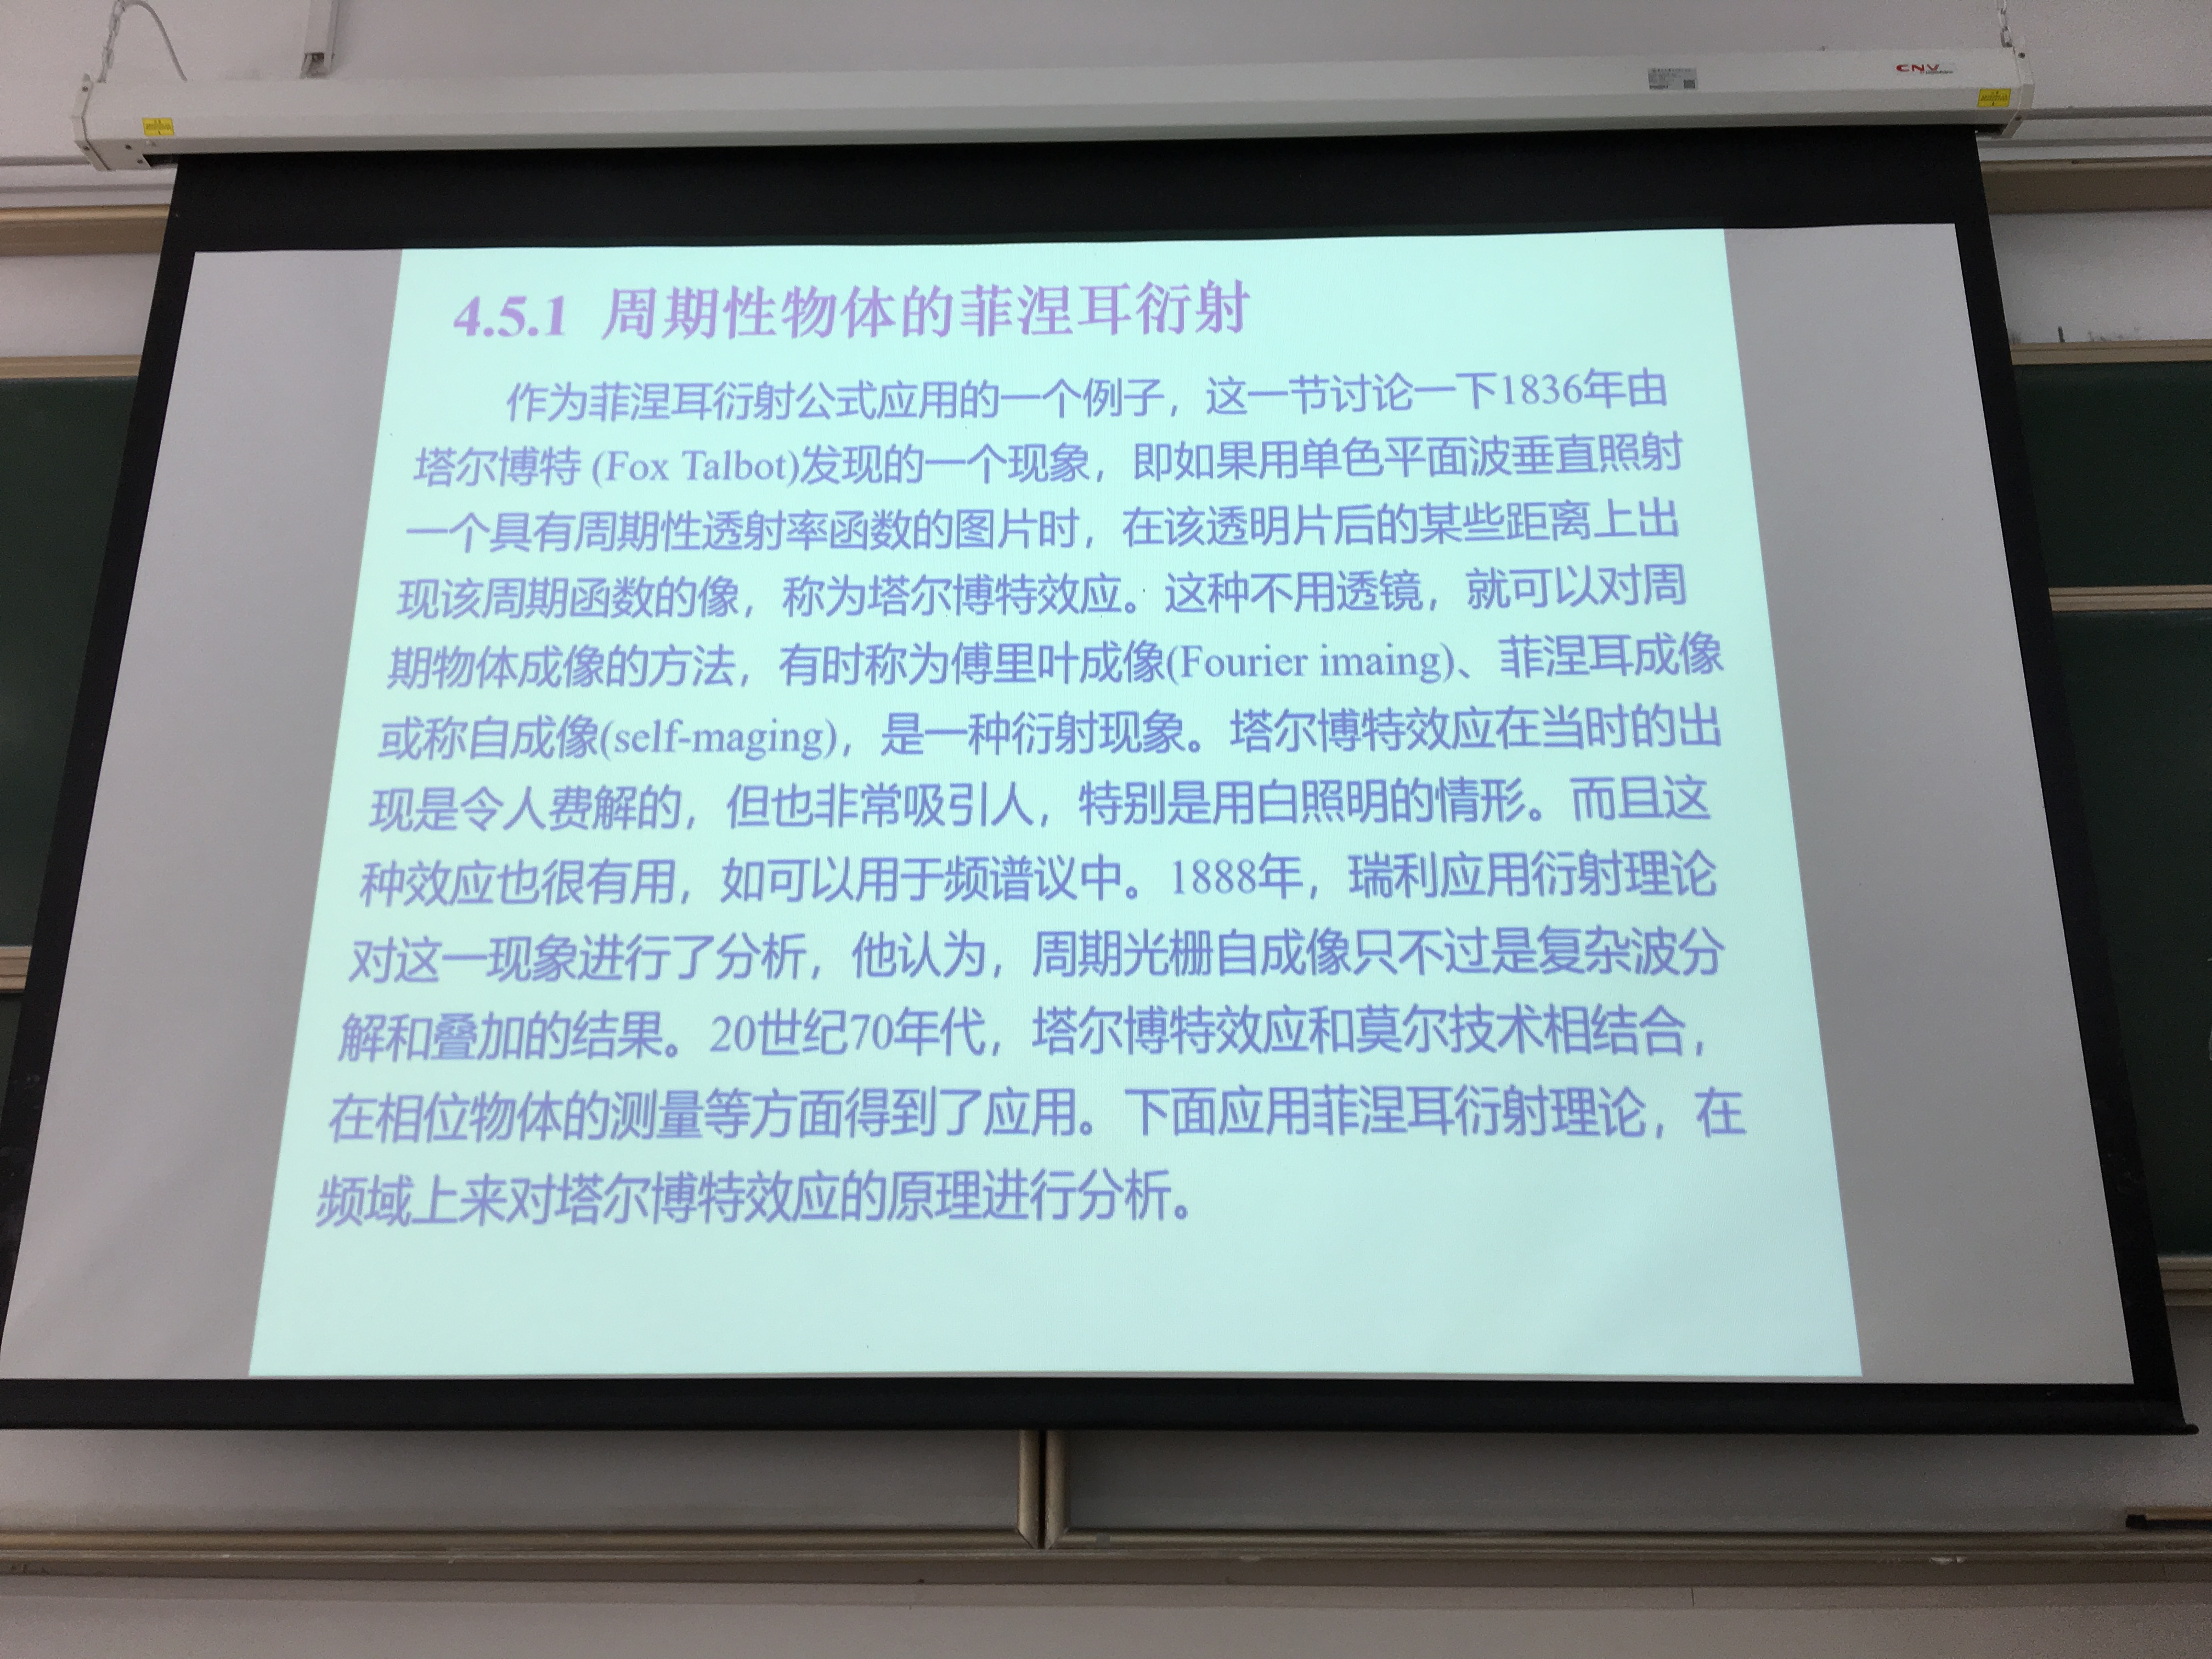 CNV
4.5.1 周期性物体的菲涅耳衍射
作为菲涅耳衍射公式应用的一个例子，这一节讨论一下1836年由
塔尔博特 (Fox Talbot)发现的一个现象，即如果用单色平面波垂直照射
一个具有周期性透射率函数的图片时，在该透明片后的某些距离上出
现该周期函数的像，称为塔尔博特效应。这种不用透镜，就可以对周
期物体成像的方法，有时称为傅里叶成像(Fourier imaing)、菲涅耳成像
或称自成像(self-maging)，是一种衍射现象。塔尔博特效应在当时的出
现是令人费解的，但也非常吸引人，特别是用白照明的情形。而且这
种效应也很有用，如可以用于频谱议中。1888年，瑞利应用衍射理论
对这一现象进行了分析，他认为，周期光栅自成像只不过是复杂波分
解和叠加的结果。20世纪70年代，塔尔博特效应和莫尔技术相结合，
在相位物体的测量等方面得到了应用。下面应用菲涅耳衍射理论，在
频域上来对塔尔博特效应的原理进行分析。